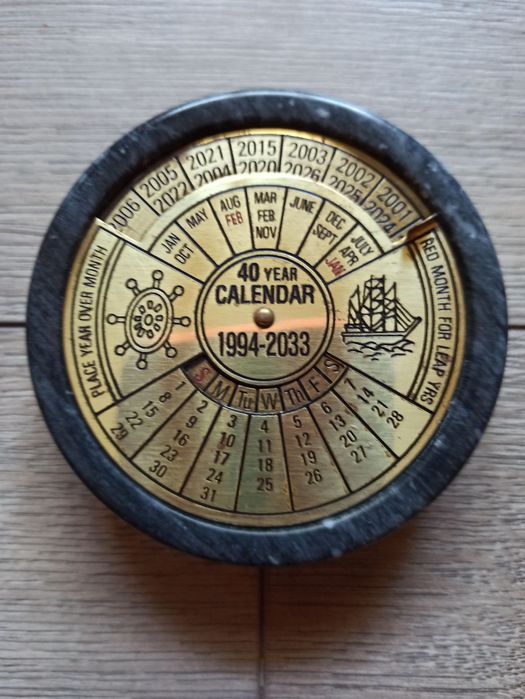 2006 2005 2021 2015 2003 2002 2001
2022 2004 2020 2026 2025 2024
JAN MAY AUG MAR JUNE DEC JULY
OCT FEB FEB SEPT APR
NOV JAN
PLACE YEAR OVER MONTH
RED MONTH FOR LEAP YRS
40 YEAR
CALENDAR
1994-2033
S M Tu W Th F S
1 2 3 4 5 6 7
8 9 10 11 12 13 14
15 16 17 18 19 20 21
22 23 24 25 26 27 28
29 30 31